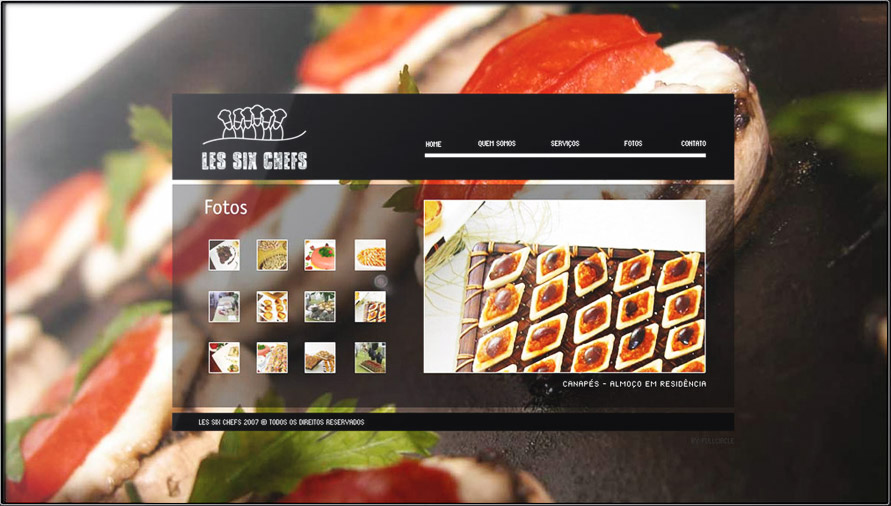 LES SIX CHEFS
HOME QUEM SOMOS SERVIÇOS FOTOS CONTATO
Fotos
CANAPÉS - ALMOÇO EM RESIDÊNCIA
LES SIX CHEFS 2007 @ TODOS OS DIREITOS RESERVADOS